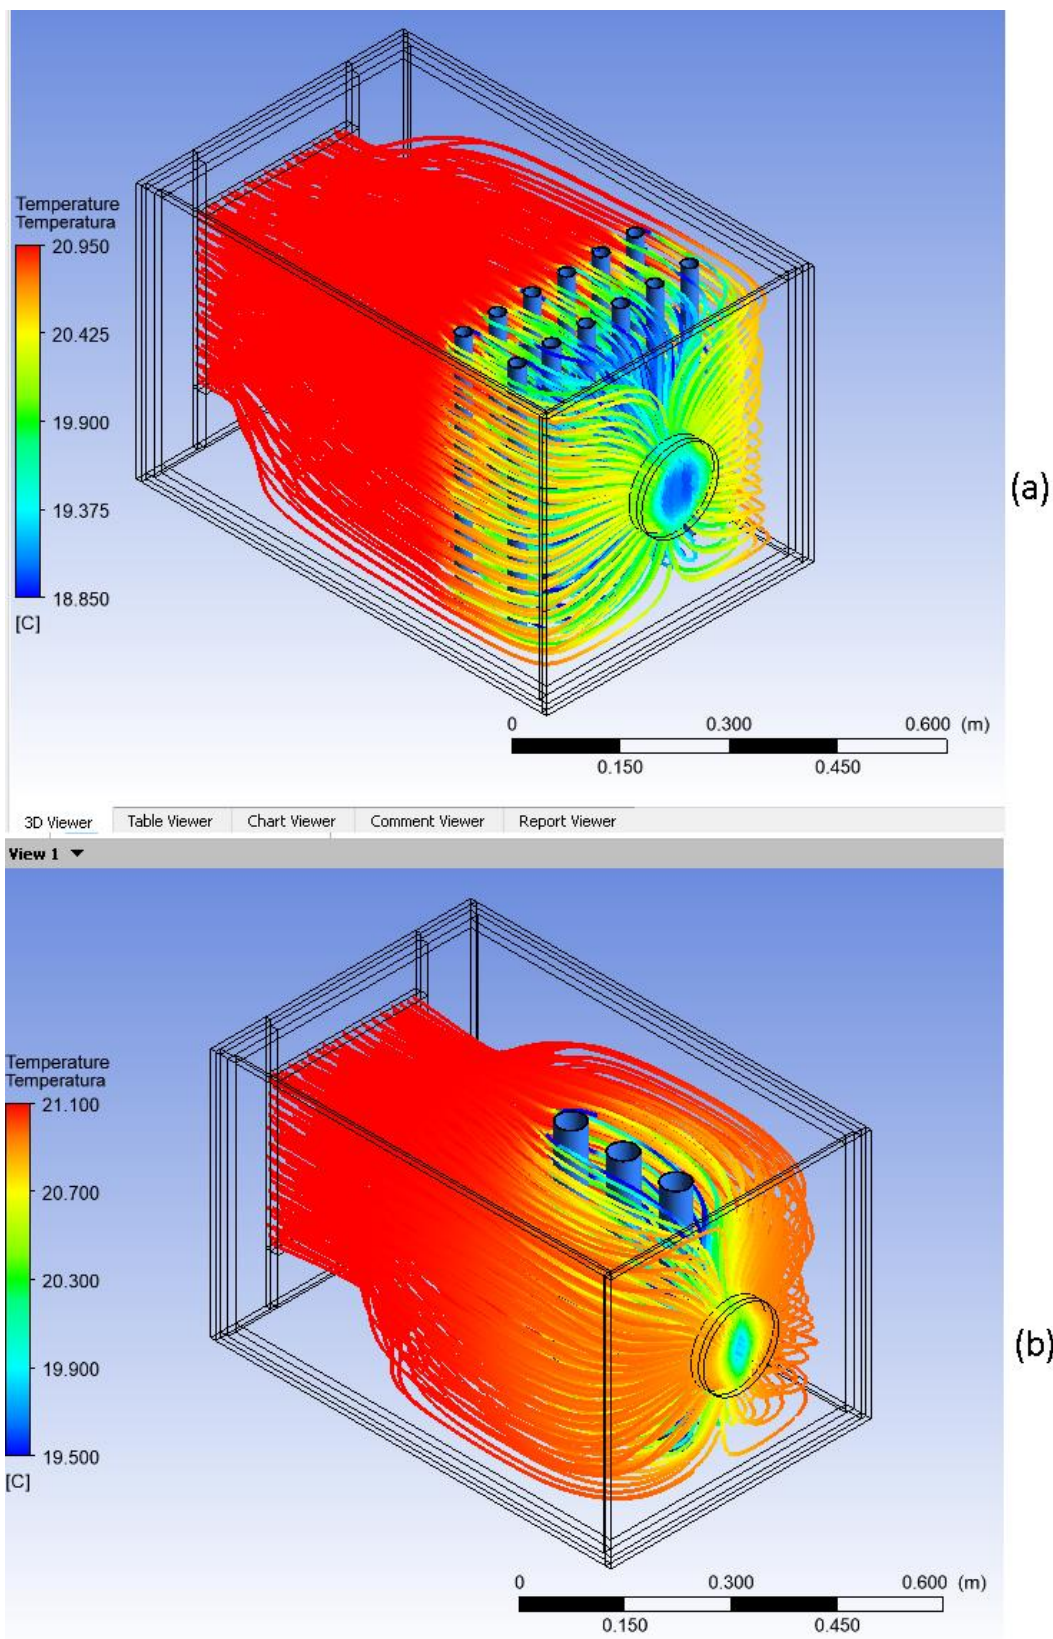 Temperature
Temperatura
20.950
20.425
19.900
19.375
18.850
[C]
(a)
0 0.300 0.600 (m)
0.150 0.450
3D Viewer Table Viewer Chart Viewer Comment Viewer Report Viewer
View 1
Temperature
Temperatura
21.100
20.700
20.300
19.900
19.500
[C]
(b)
0 0.300 0.600 (m)
0.150 0.450